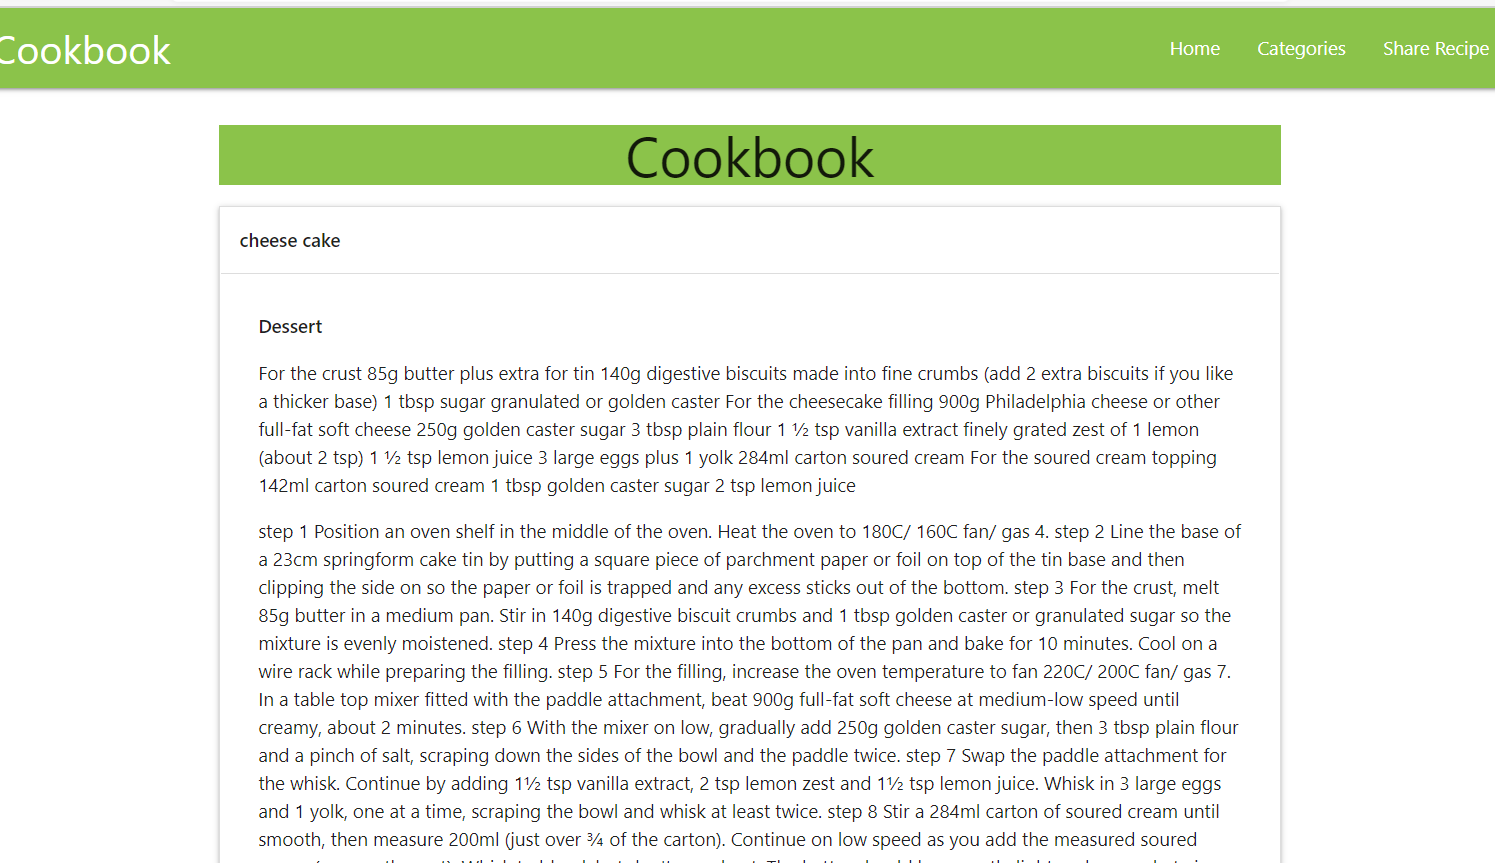 Cookbook
Home Categories Share Recipe
Cookbook
cheese cake
Dessert
For the crust 85g butter plus extra for tin 140g digestive biscuits made into fine crumbs (add 2 extra biscuits if you like
a thicker base) 1 tbsp sugar granulated or golden caster For the cheesecake filling 900g Philadelphia cheese or other
full-fat soft cheese 250g golden caster sugar 3 tbsp plain flour 1 ½ tsp vanilla extract finely grated zest of 1 lemon
(about 2 tsp) 1 ½ tsp lemon juice 3 large eggs plus 1 yolk 284ml carton soured cream For the soured cream topping
142ml carton soured cream 1 tbsp golden caster sugar 2 tsp lemon juice
step 1 Position an oven shelf in the middle of the oven. Heat the oven to 180C/ 160C fan/ gas 4. step 2 Line the base of
a 23cm springform cake tin by putting a square piece of parchment paper or foil on top of the tin base and then
clipping the side on so the paper or foil is trapped and any excess sticks out of the bottom. step 3 For the crust, melt
85g butter in a medium pan. Stir in 140g digestive biscuit crumbs and 1 tbsp golden caster or granulated sugar so the
mixture is evenly moistened. step 4 Press the mixture into the bottom of the pan and bake for 10 minutes. Cool on a
wire rack while preparing the filling. step 5 For the filling, increase the oven temperature to fan 220C/ 200C fan/ gas 7.
In a table top mixer fitted with the paddle attachment, beat 900g full-fat soft cheese at medium-low speed until
creamy, about 2 minutes. step 6 With the mixer on low, gradually add 250g golden caster sugar, then 3 tbsp plain flour
and a pinch of salt, scraping down the sides of the bowl and the paddle twice. step 7 Swap the paddle attachment for
the whisk. Continue by adding 1½ tsp vanilla extract, 2 tsp lemon zest and 1½ tsp lemon juice. Whisk in 3 large eggs
and 1 yolk, one at a time, scraping the bowl and whisk at least twice. step 8 Stir a 284ml carton of soured cream until
smooth, then measure 200ml (just over ¾ of the carton). Continue on low speed as you add the measured soured